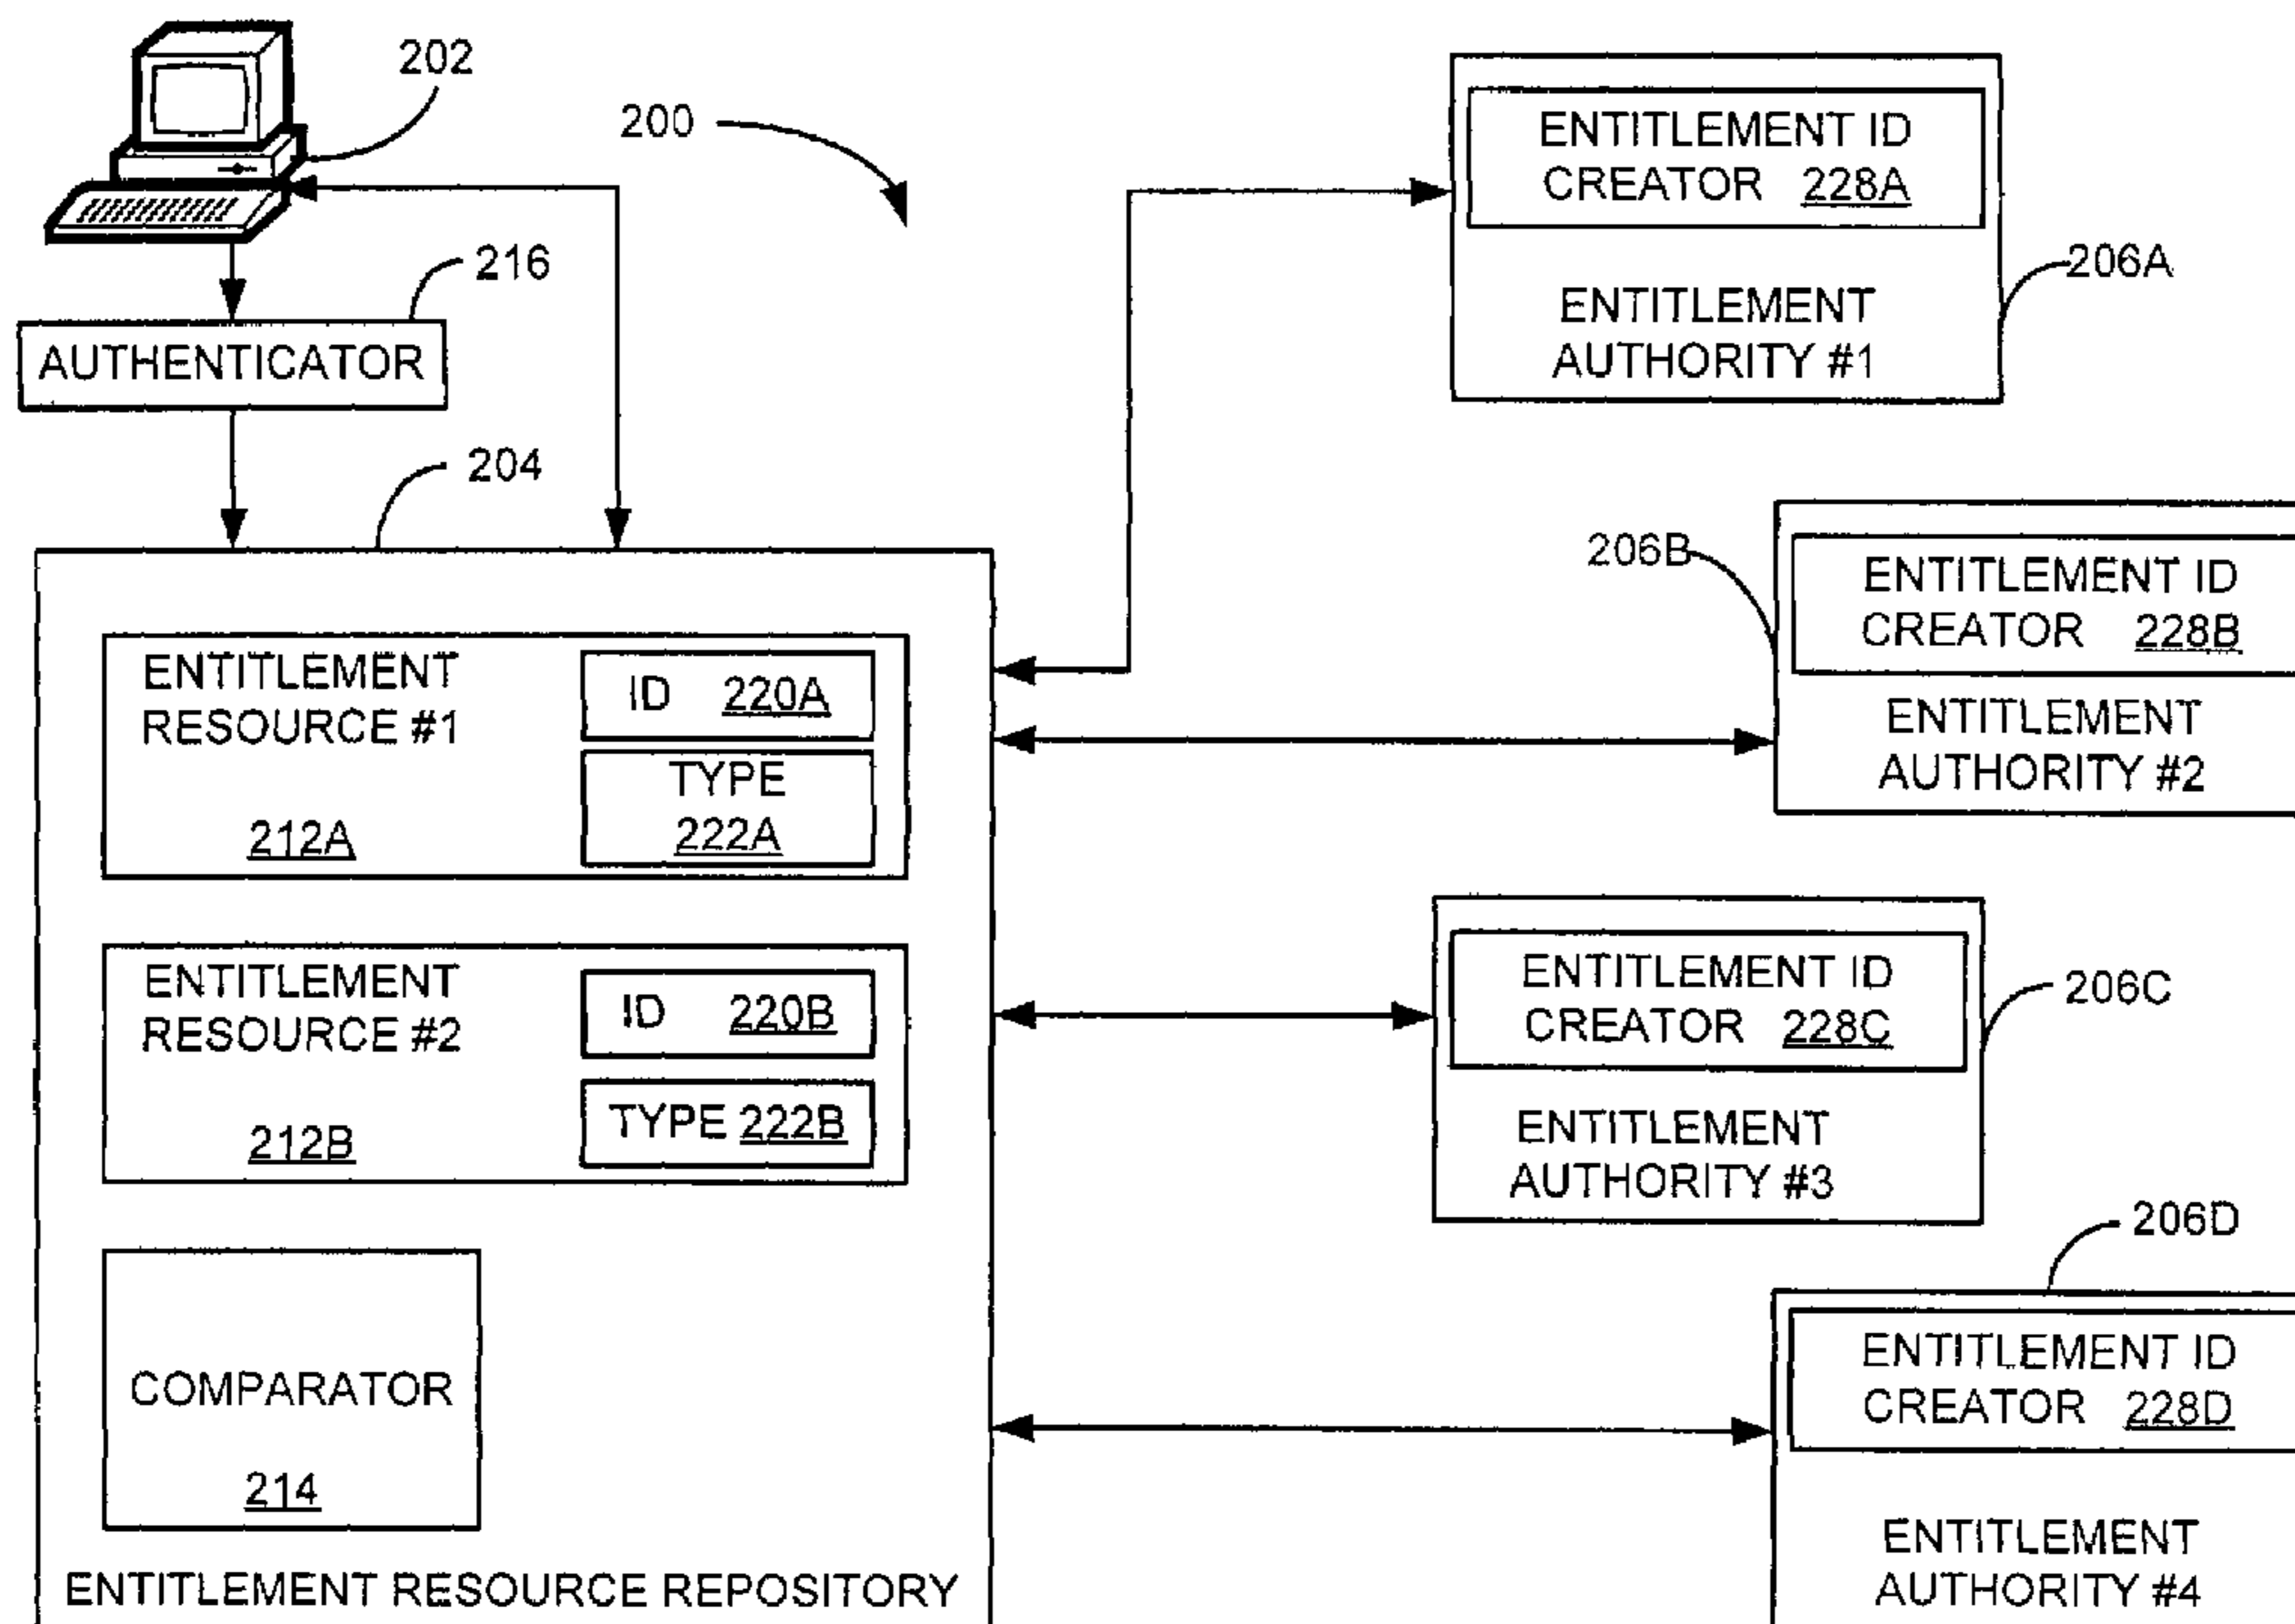 202
200
216
AUTHENTICATOR
204
ENTITLEMENT
RESOURCE #1
ID 220A
TYPE
222A
212A
ENTITLEMENT
RESOURCE #2
ID 220B
TYPE 222B
212B
COMPARATOR
214
ENTITLEMENT RESOURCE REPOSITORY
ENTITLEMENT ID
CREATOR 228A
ENTITLEMENT
AUTHORITY #1
206A
206B
ENTITLEMENT ID
CREATOR 228B
ENTITLEMENT
AUTHORITY #2
ENTITLEMENT ID
CREATOR 228C
ENTITLEMENT
AUTHORITY #3
206C
206D
ENTITLEMENT ID
CREATOR 228D
ENTITLEMENT
AUTHORITY #4